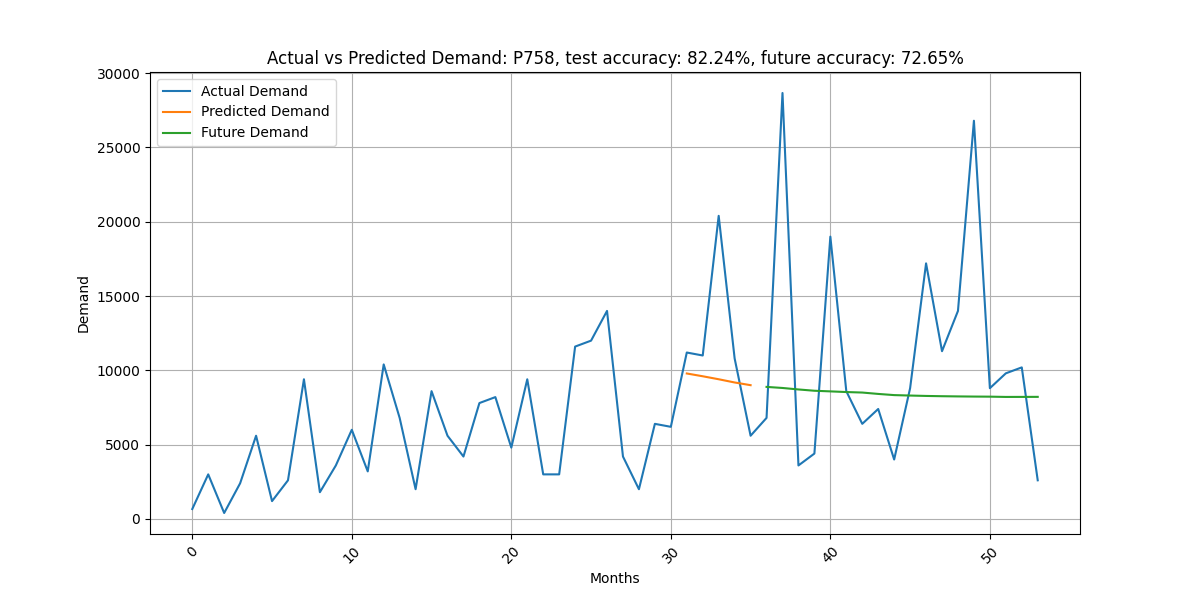 Actual vs Predicted Demand: P758, test accuracy: 82.24%, future accuracy: 72.65%
Actual Demand
Predicted Demand
Future Demand
30000
25000
20000
15000
10000
5000
0
Demand
0 10 20 30 40 50
Months